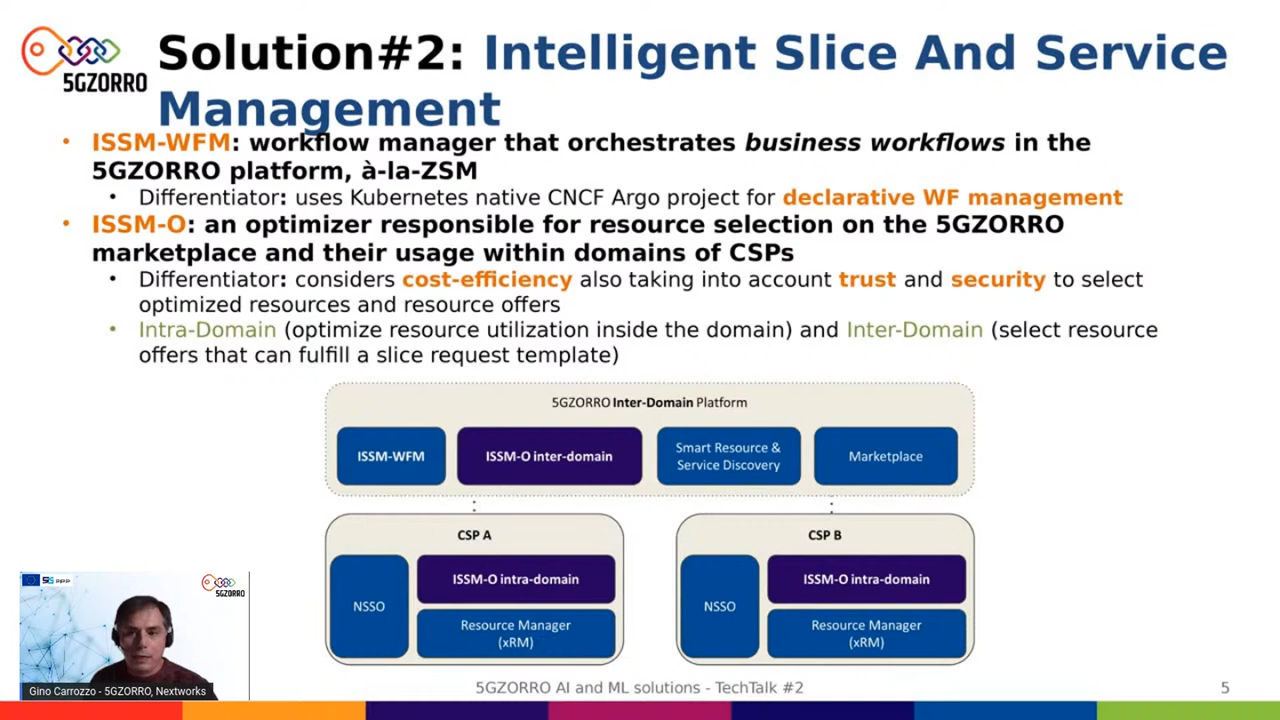 5GZORRO
Solution#2: Intelligent Slice And Service
Management
• ISSM-WFM: workflow manager that orchestrates business workflows in the
5GZORRO platform, à-la-ZSM
• Differentiator: uses Kubernetes native CNCF Argo project for declarative WF management
• ISSM-O: an optimizer responsible for resource selection on the 5GZORRO
marketplace and their usage within domains of CSPs
• Differentiator: considers cost-efficiency also taking into account trust and security to select
optimized resources and resource offers
• Intra-Domain (optimize resource utilization inside the domain) and Inter-Domain (select resource
offers that can fulfill a slice request template)
5GZORRO Inter-Domain Platform
ISSM-WFM
ISSM-O inter-domain
Smart Resource &
Service Discovery
Marketplace
CSP A
NSSO
ISSM-O intra-domain
Resource Manager
(xRM)
CSP B
NSSO
ISSM-O intra-domain
Resource Manager
(xRM)
5GZORRO
Gino Carrozzo - 5GZORRO, Nextworks
5GZORRO AI and ML solutions - TechTalk #2
5